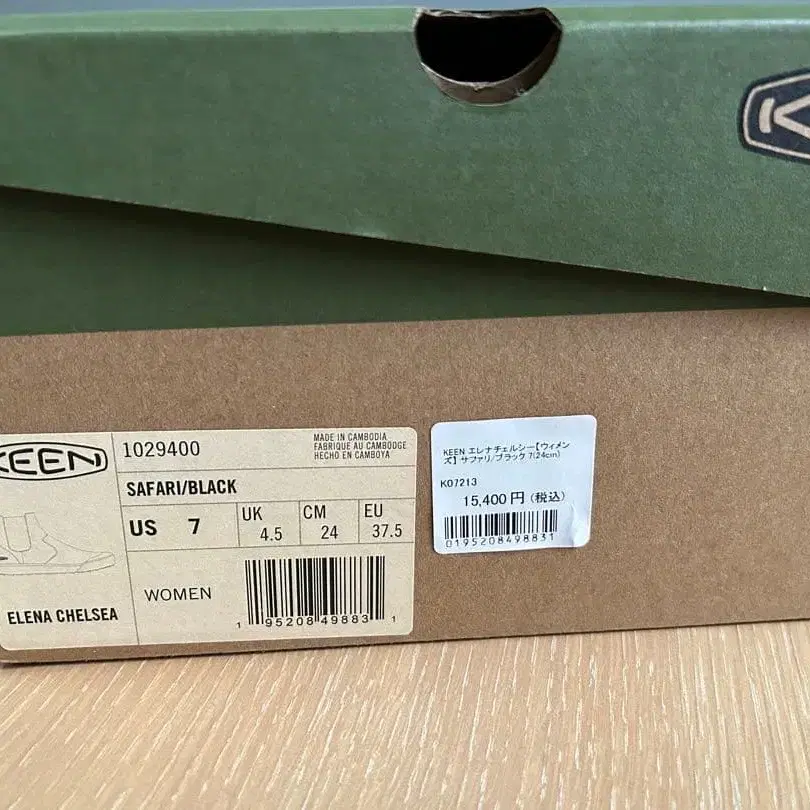 KEEN
1029400
MADE IN CAMBODIA
FABRIQUE AU CAMBODGE
HECHO EN CAMBOYA
SAFARI/BLACK
US 7
UK 4.5
CM 24
EU 37.5
ELENA CHELSEA
WOMEN
1 95208 49883 1
KEEN エレナチェルシー【ウィメン
ズ】 サファリ/ブラック 7(24cm)
K07213
15,400 円 (税込)
0195208498831